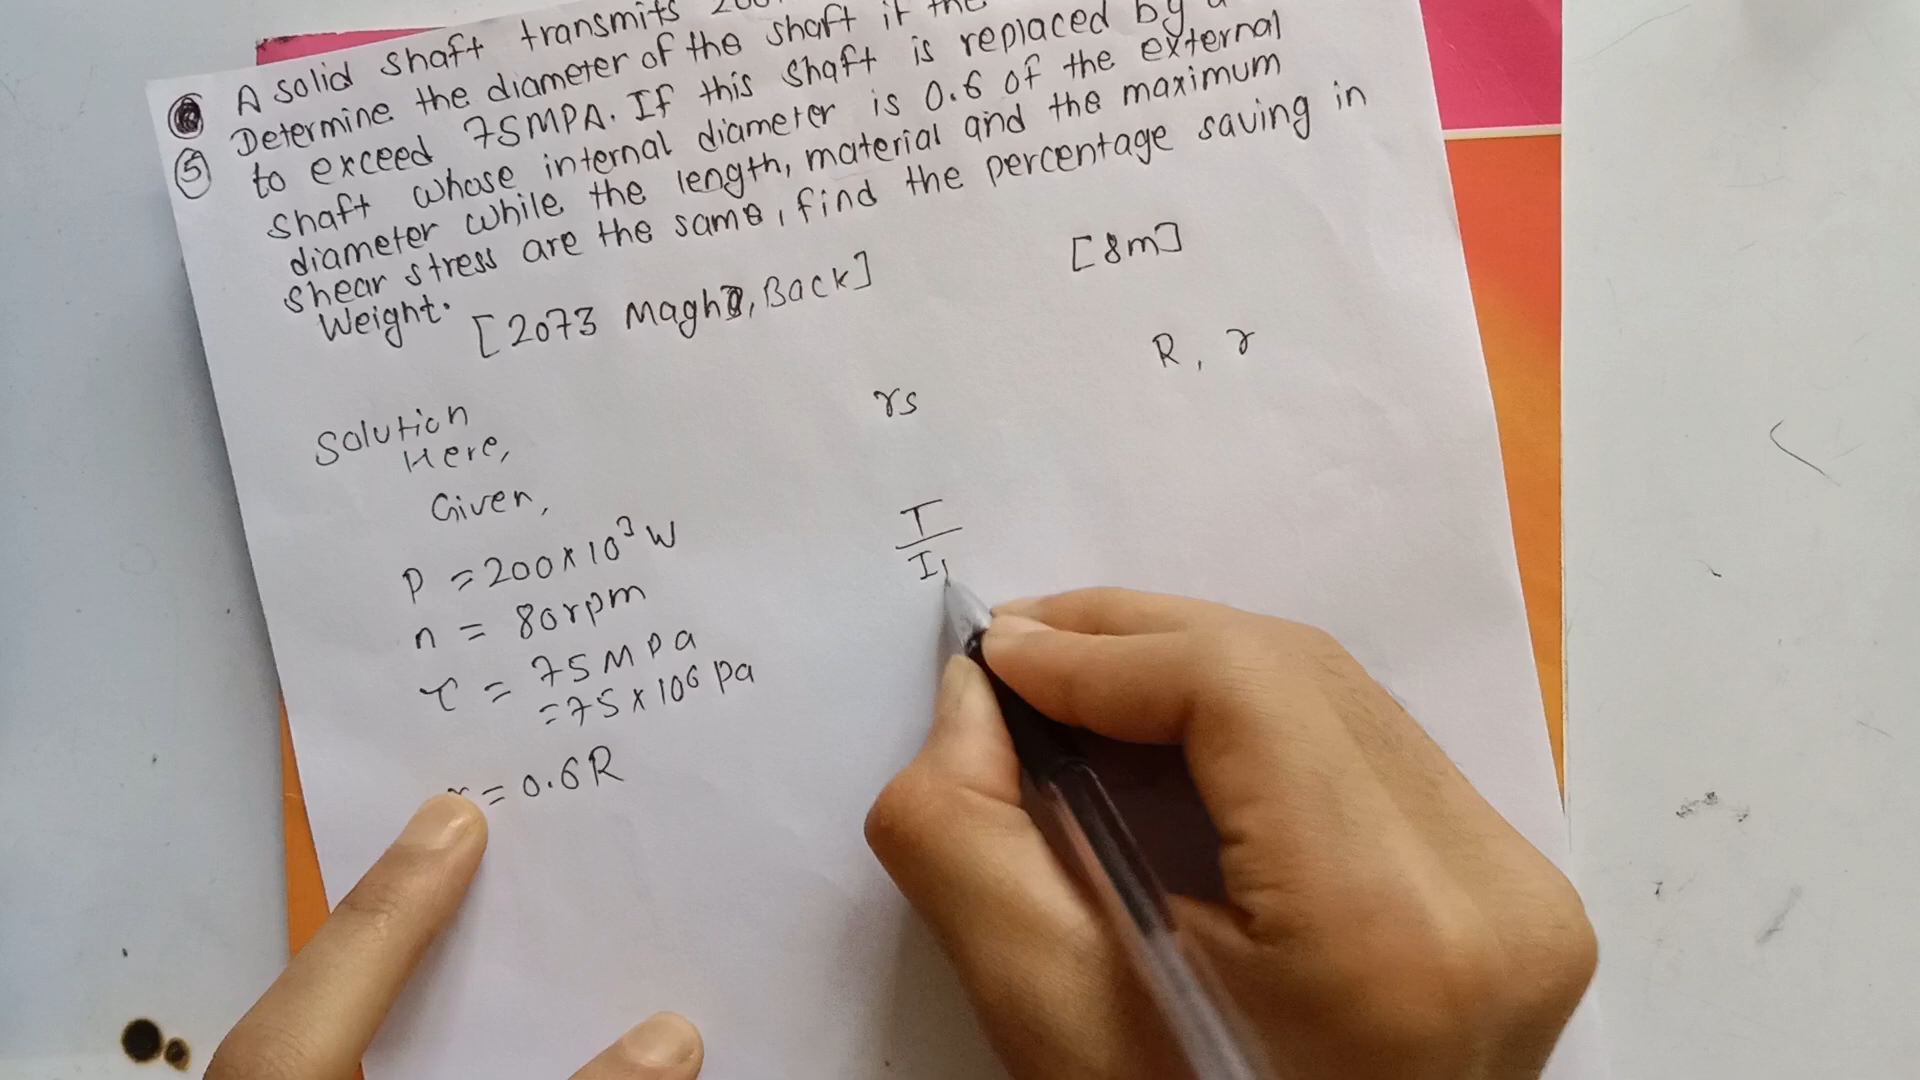 A solid shaft transmits
Determine the diameter of the shaft if the
⑤ to exceed 75MPA. If this shaft is replaced by a
shaft whose internal diameter is 0.6 of the external
diameter while the length, material and the maximum
shear stress are the same, find the percentage saving in
Weight. [2073 Magh, Back] [8m]
R, r
rs
Solution
Here,
Given,
P = 200×10³ W
n = 80rpm
τ = 75MPa
= 75×10⁶ Pa
r = 0.6R
T
I